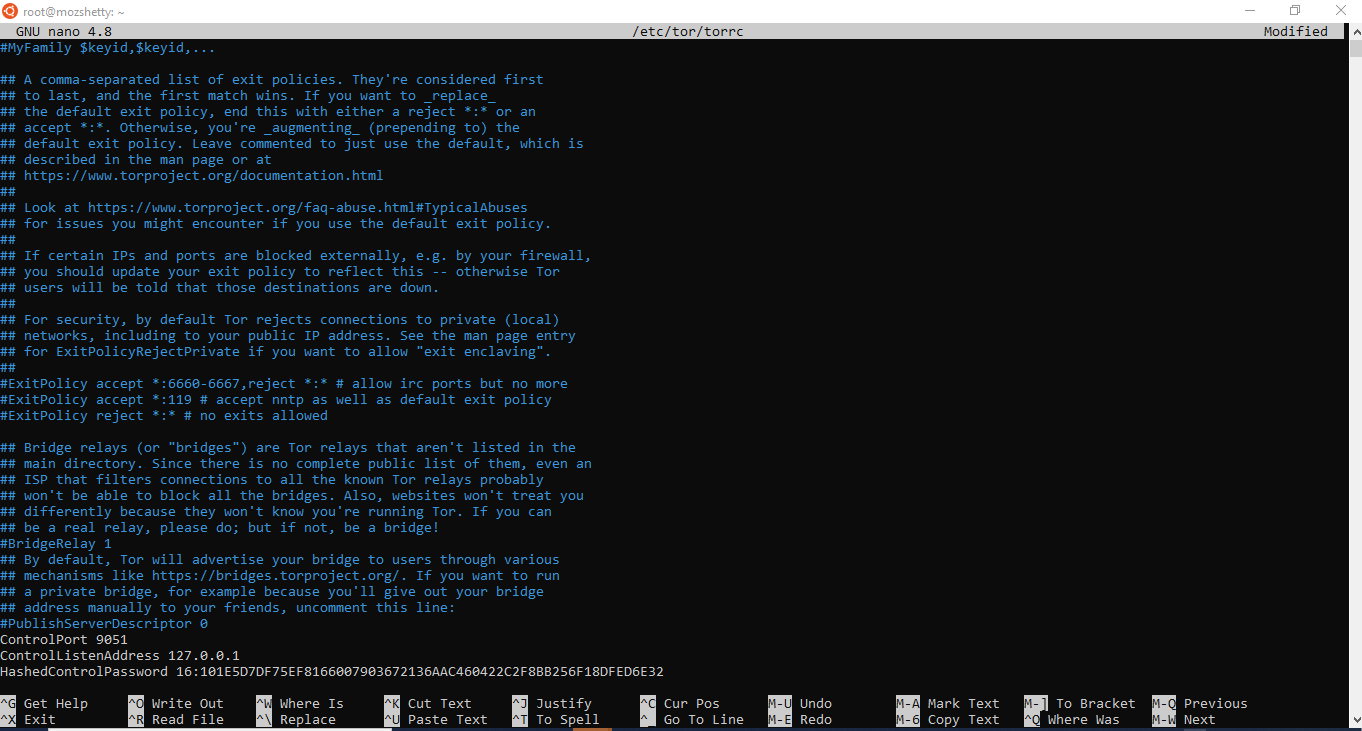 root@mozshetty: ~
GNU nano 4.8 /etc/tor/torrc Modified
#MyFamily $keyid,$keyid,...
## A comma-separated list of exit policies. They're considered first
## to last, and the first match wins. If you want to _replace_
## the default exit policy, end this with either a reject *:* or an
## accept *:*. Otherwise, you're _augmenting_ (prepending to) the
## default exit policy. Leave commented to just use the default, which is
## described in the man page or at
## https://www.torproject.org/documentation.html
##
## Look at https://www.torproject.org/faq-abuse.html#TypicalAbuses
## for issues you might encounter if you use the default exit policy.
##
## If certain IPs and ports are blocked externally, e.g. by your firewall,
## you should update your exit policy to reflect this -- otherwise Tor
## users will be told that those destinations are down.
##
## For security, by default Tor rejects connections to private (local)
## networks, including to your public IP address. See the man page entry
## for ExitPolicyRejectPrivate if you want to allow "exit enclaving".
##
#ExitPolicy accept *:6660-6667,reject *:* # allow irc ports but no more
#ExitPolicy accept *:119 # accept nntp as well as default exit policy
#ExitPolicy reject *:* # no exits allowed
## Bridge relays (or "bridges") are Tor relays that aren't listed in the
## main directory. Since there is no complete public list of them, even an
## ISP that filters connections to all the known Tor relays probably
## won't be able to block all the bridges. Also, websites won't treat you
## differently because they won't know you're running Tor. If you can
## be a real relay, please do; but if not, be a bridge!
#BridgeRelay 1
## By default, Tor will advertise your bridge to users through various
## mechanisms like https://bridges.torproject.org/. If you want to run
## a private bridge, for example because you'll give out your bridge
## address manually to your friends, uncomment this line:
#PublishServerDescriptor 0
ControlPort 9051
ControlListenAddress 127.0.0.1
HashedControlPassword 16:101E5D7DF75EF8166007903672136AAC460422C2F8BB256F18DFED6E32
^G Get Help ^O Write Out ^W Where Is ^K Cut Text ^J Justify ^C Cur Pos M-U Undo M-A Mark Text M-] To Bracket M-Q Previous
^X Exit ^R Read File ^\ Replace ^U Paste Text ^T To Spell ^_ Go To Line M-E Redo M-6 Copy Text ^Q Where Was M-W Next